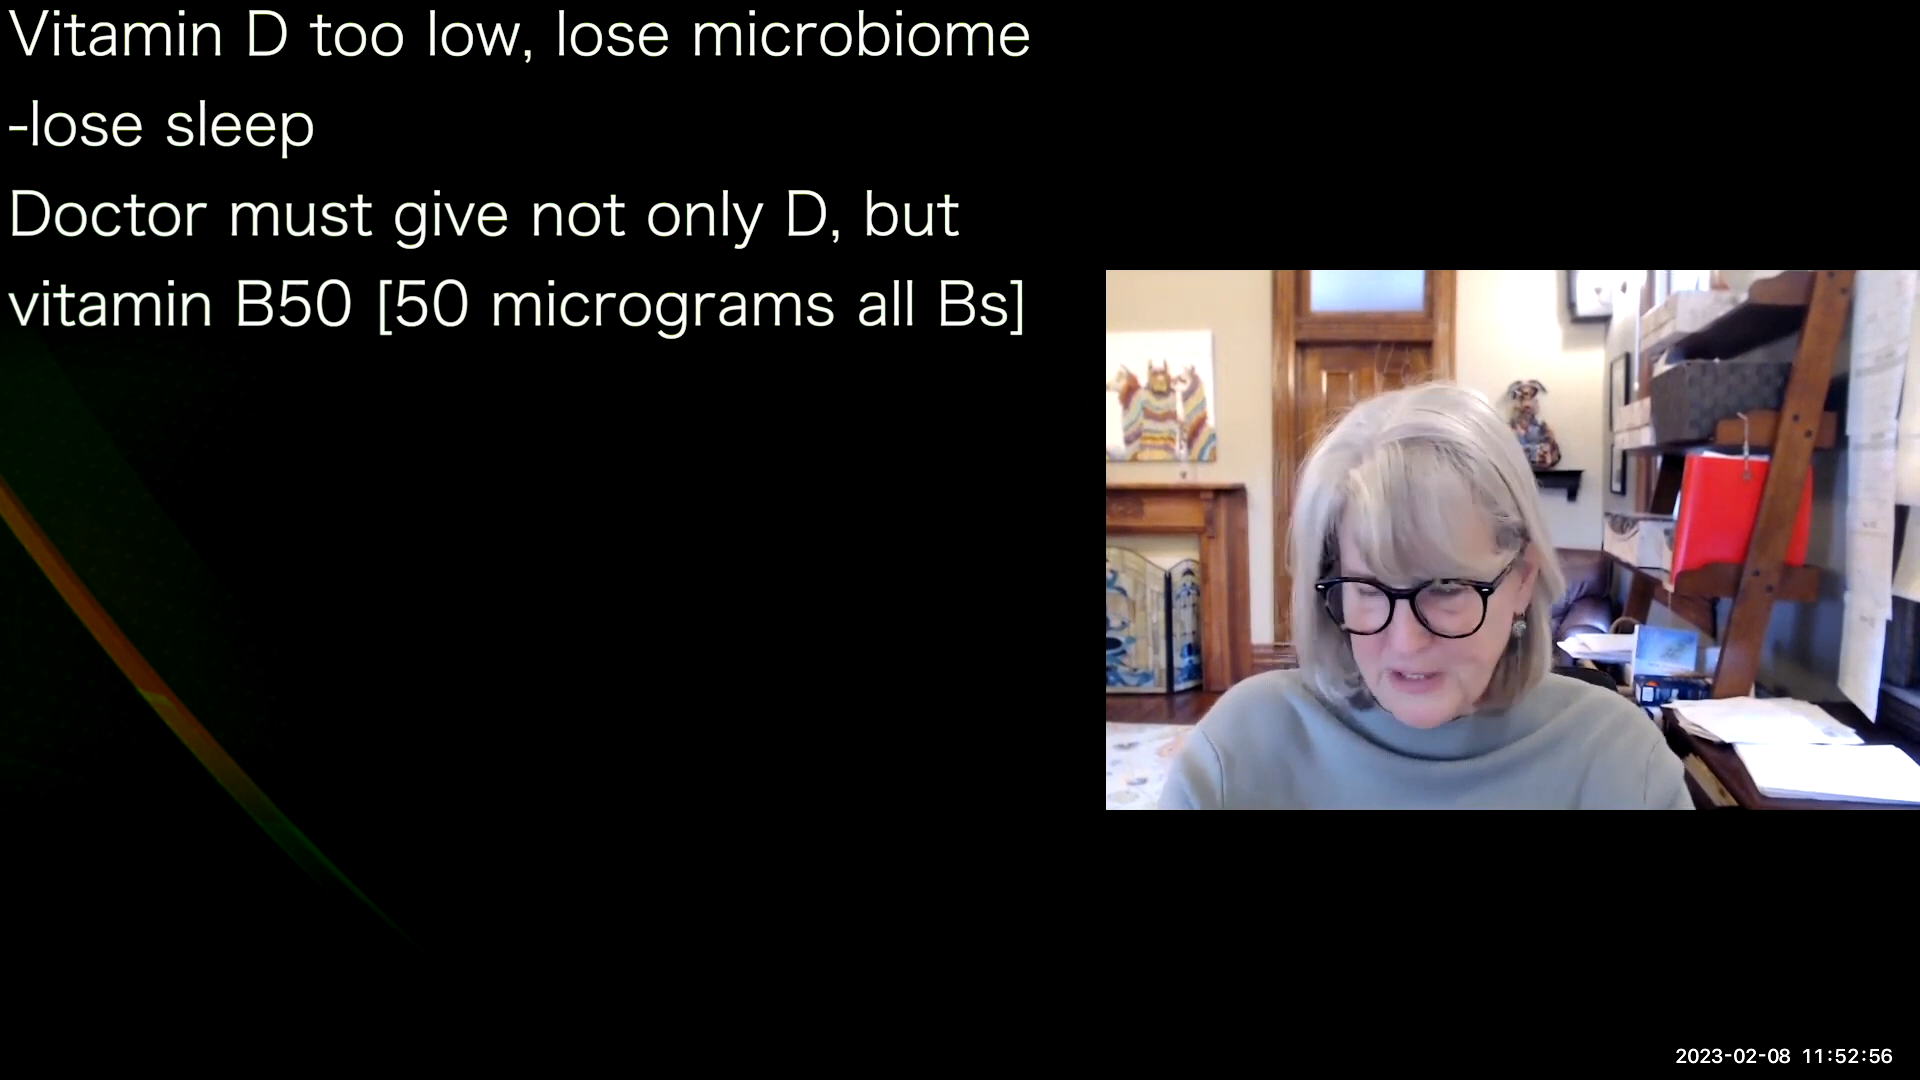 Vitamin D too low, lose microbiome
-lose sleep
Doctor must give not only D, but
vitamin B50 [50 micrograms all Bs]
2023-02-08 11:52:56